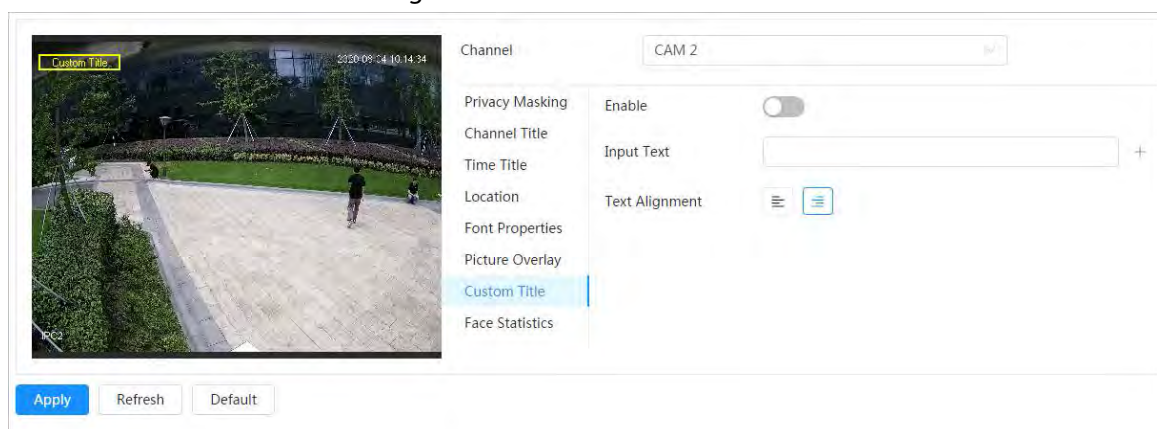 Custom Title
2020-08-24 10:14:34
IPC2
Channel
CAM 2
Privacy Masking
Channel Title
Time Title
Location
Font Properties
Picture Overlay
Custom Title
Face Statistics
Enable
Input Text
+
Text Alignment
Apply
Refresh
Default